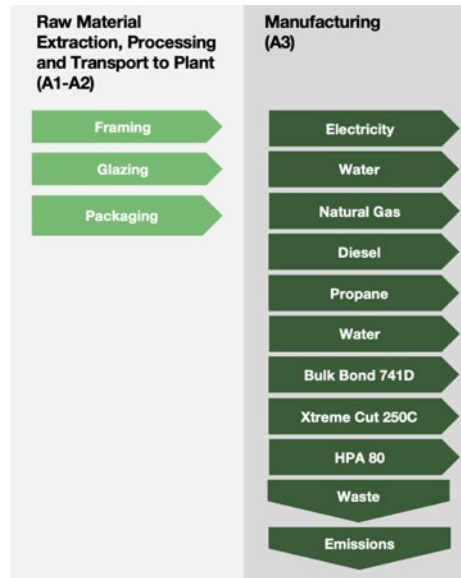 Raw Material
Extraction, Processing
and Transport to Plant
(A1-A2)
Framing
Glazing
Packaging
Manufacturing
(A3)
Electricity
Water
Natural Gas
Diesel
Propane
Water
Bulk Bond 741D
Xtreme Cut 250C
HPA 80
Waste
Emissions